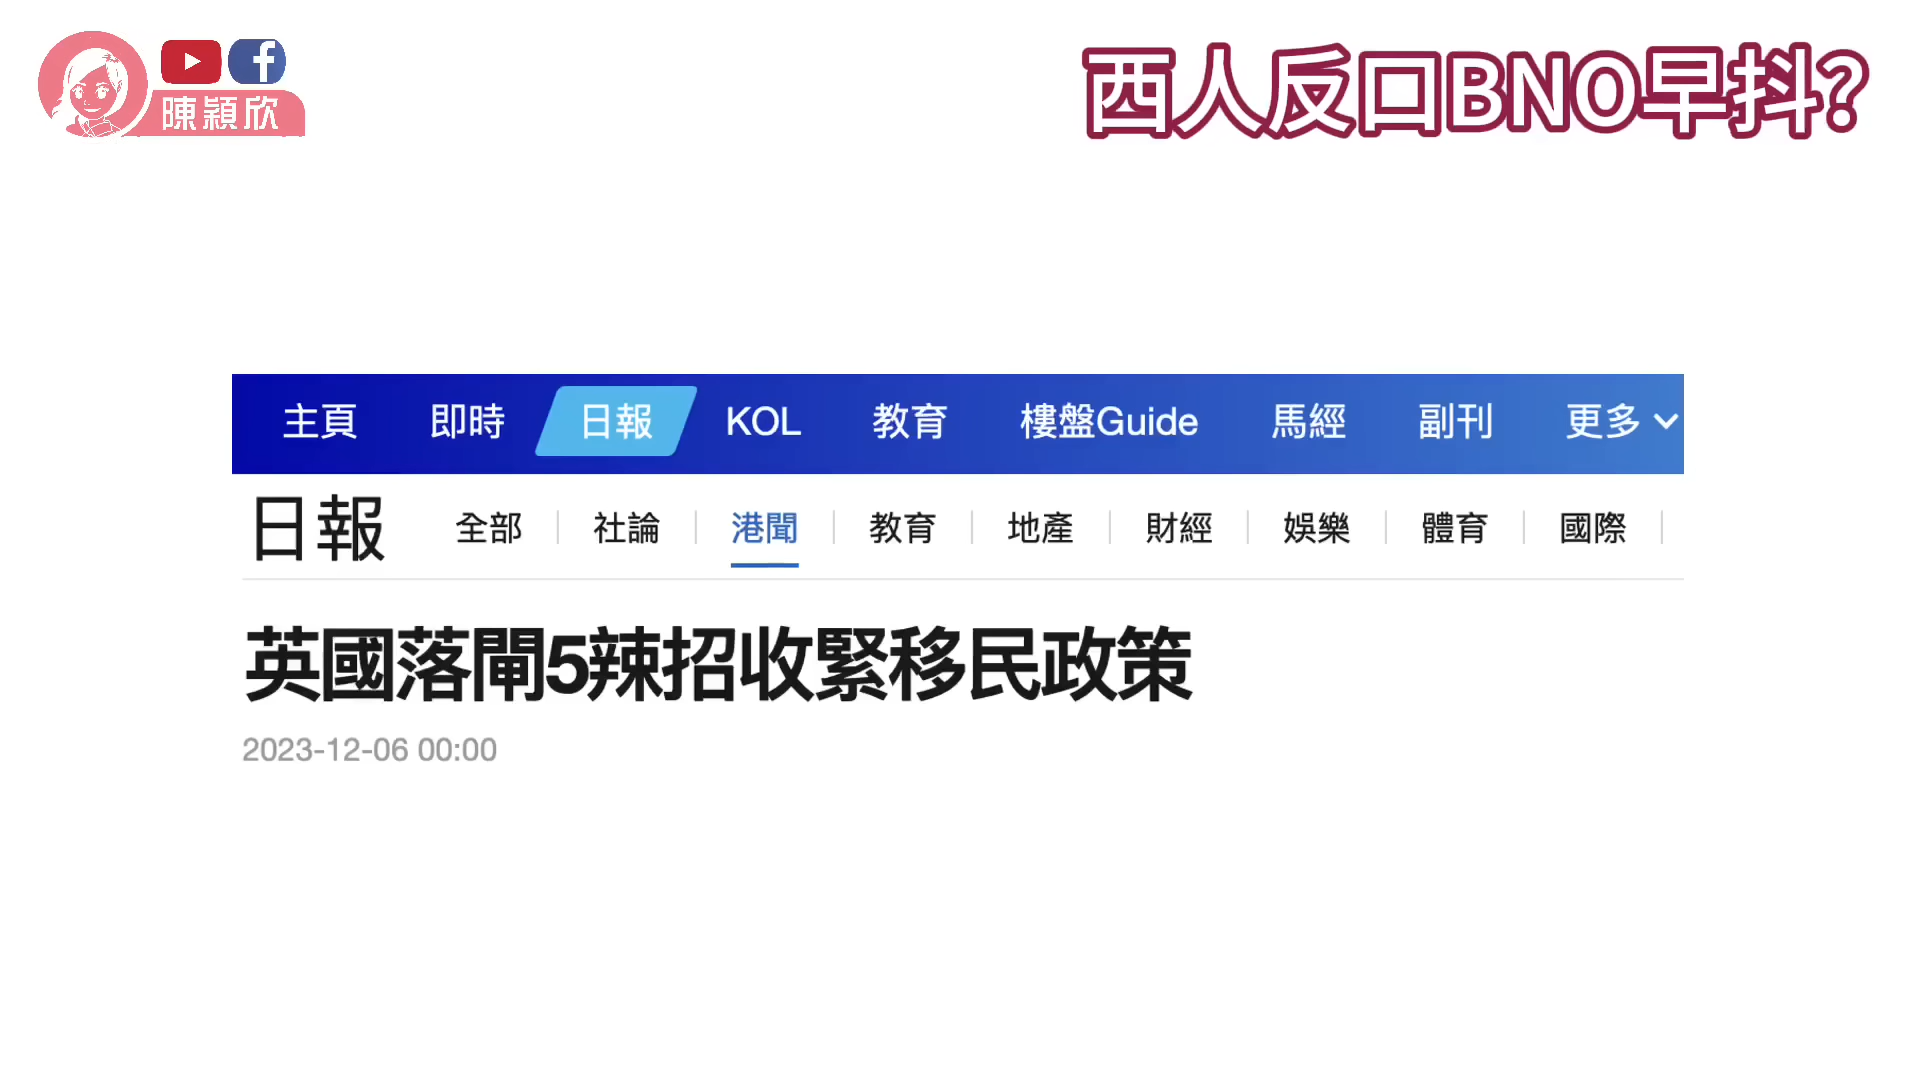 西人反口BNO早抖?
陳穎欣
主頁 即時 日報 KOL 教育 樓盤Guide 馬經 副刊 更多
日報 全部 社論 港聞 教育 地產 財經 娛樂 體育 國際
英國落閘5辣招收緊移民政策
2023-12-06 00:00